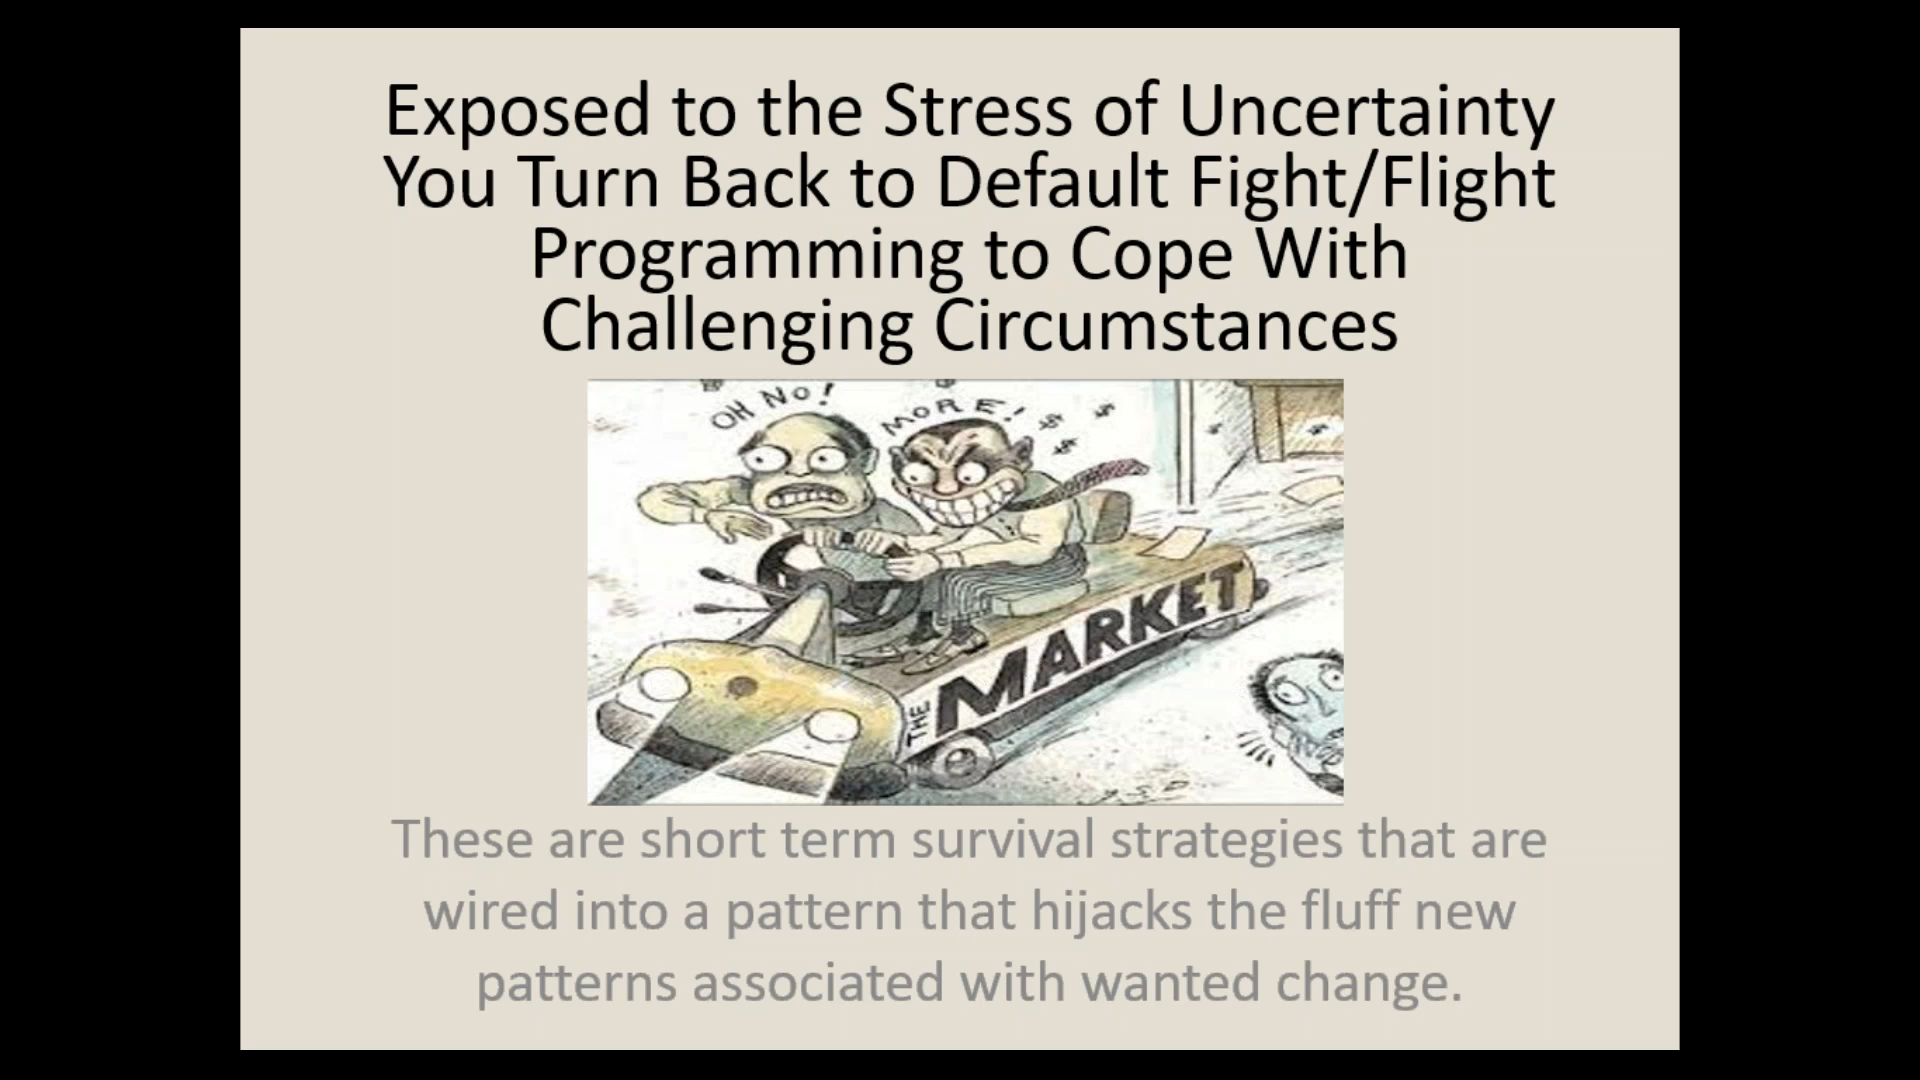 Exposed to the Stress of Uncertainty
You Turn Back to Default Fight/Flight
Programming to Cope With
Challenging Circumstances
OH NO!
MORE!
$ $
$
$ $
THE MARKET
These are short term survival strategies that are
wired into a pattern that hijacks the fluff new
patterns associated with wanted change.